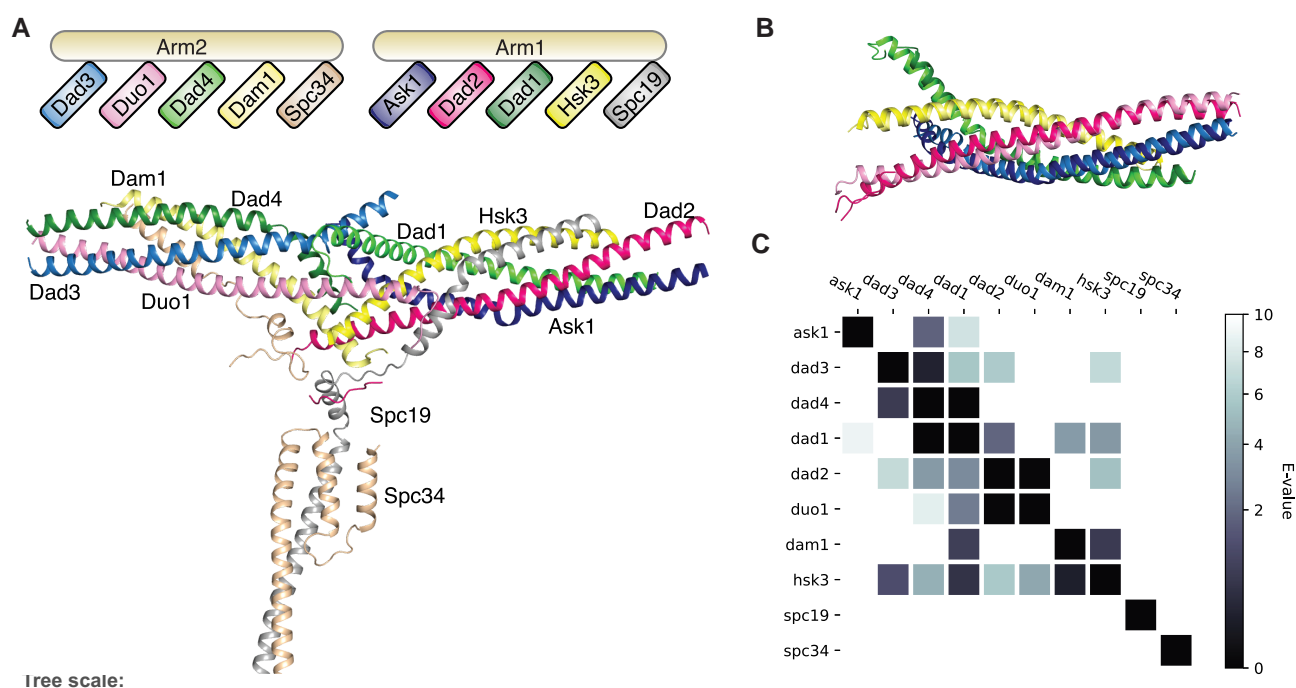 A
Arm2
Arm1
Dad3
Duo1
Dad4
Dam1
Spc34
Ask1
Dad2
Dad1
Hsk3
Spc19
Dam1
Dad4
Dad1
Hsk3
Dad2
Dad3
Duo1
Ask1
Spc19
Spc34
Tree scale:
B
C
ask1
dad3
dad4
dad1
dad2
duo1
dam1
hsk3
spc19
spc34
ask1
dad3
dad4
dad1
dad2
duo1
dam1
hsk3
spc19
spc34
10
8
6
4
2
0
E-value